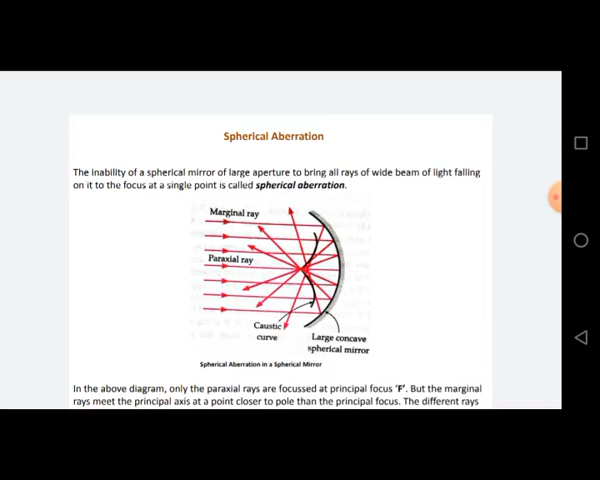 Spherical Aberration
The inability of a spherical mirror of large aperture to bring all rays of wide beam of light falling
on it to the focus at a single point is called spherical aberration.
Marginal ray
Paraxial ray
Caustic
curve
Large concave
spherical mirror
Spherical Aberration in a Spherical Mirror
In the above diagram, only the paraxial rays are focussed at principal focus 'F'. But the marginal
rays meet the principal axis at a point closer to pole than the principal focus. The different rays